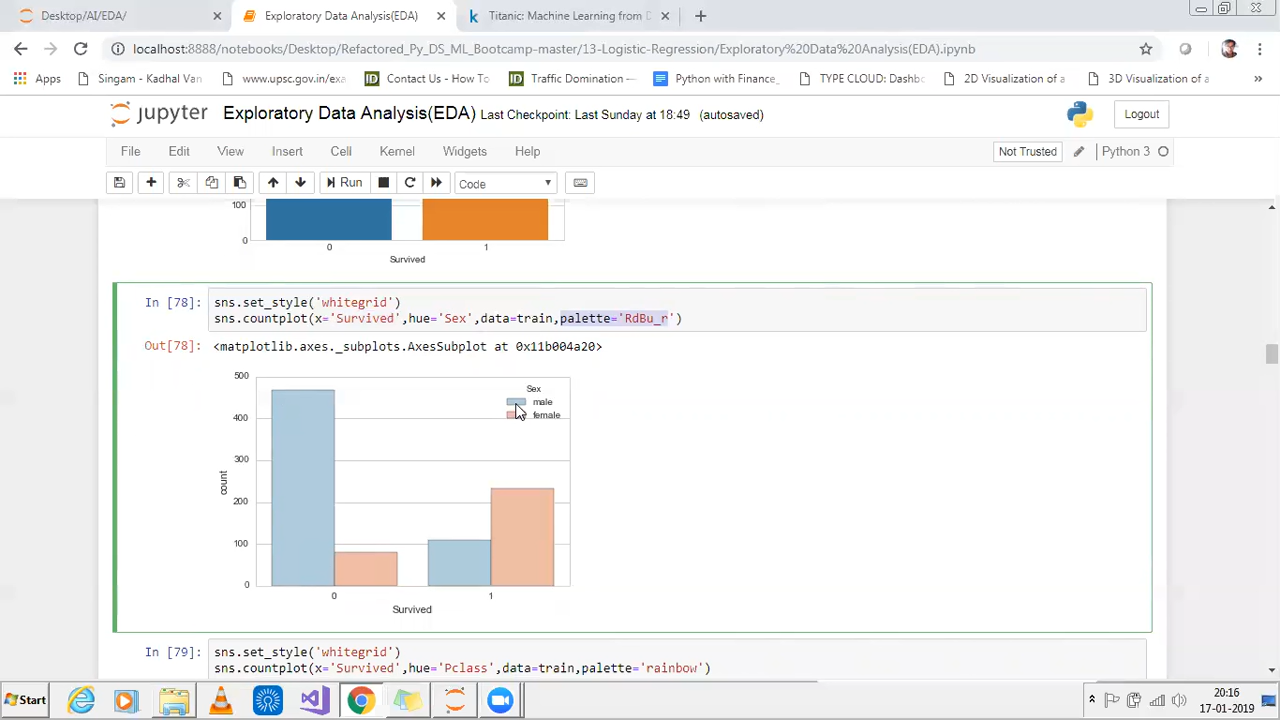 Desktop/AI/EDA/ × Exploratory Data Analysis(EDA) × Titanic: Machine Learning from D ×
localhost:8888/notebooks/Desktop/Refactored_Py_DS_ML_Bootcamp-master/13-Logistic-Regression/Exploratory%20Data%20Analysis(EDA).ipynb
Apps Singam - Kadhal Van www.upsc.gov.in/exa Contact Us - How To Traffic Domination - Python with Finance_ TYPE CLOUD: Dashb 2D Visualization of a 3D Visualization of a »
jupyter Exploratory Data Analysis(EDA) Last Checkpoint: Last Sunday at 18:49 (autosaved) Logout
File Edit View Insert Cell Kernel Widgets Help Not Trusted Python 3
Run Code
100
0
0 1
Survived
In [78]: sns.set_style('whitegrid')
sns.countplot(x='Survived',hue='Sex',data=train,palette='RdBu_r')
Out[78]: <matplotlib.axes._subplots.AxesSubplot at 0x11b004a20>
500
Sex
male
female
400
300
count
200
100
0
0 1
Survived
In [79]: sns.set_style('whitegrid')
sns.countplot(x='Survived',hue='Pclass',data=train,palette='rainbow')
Start
20:16
17-01-2019